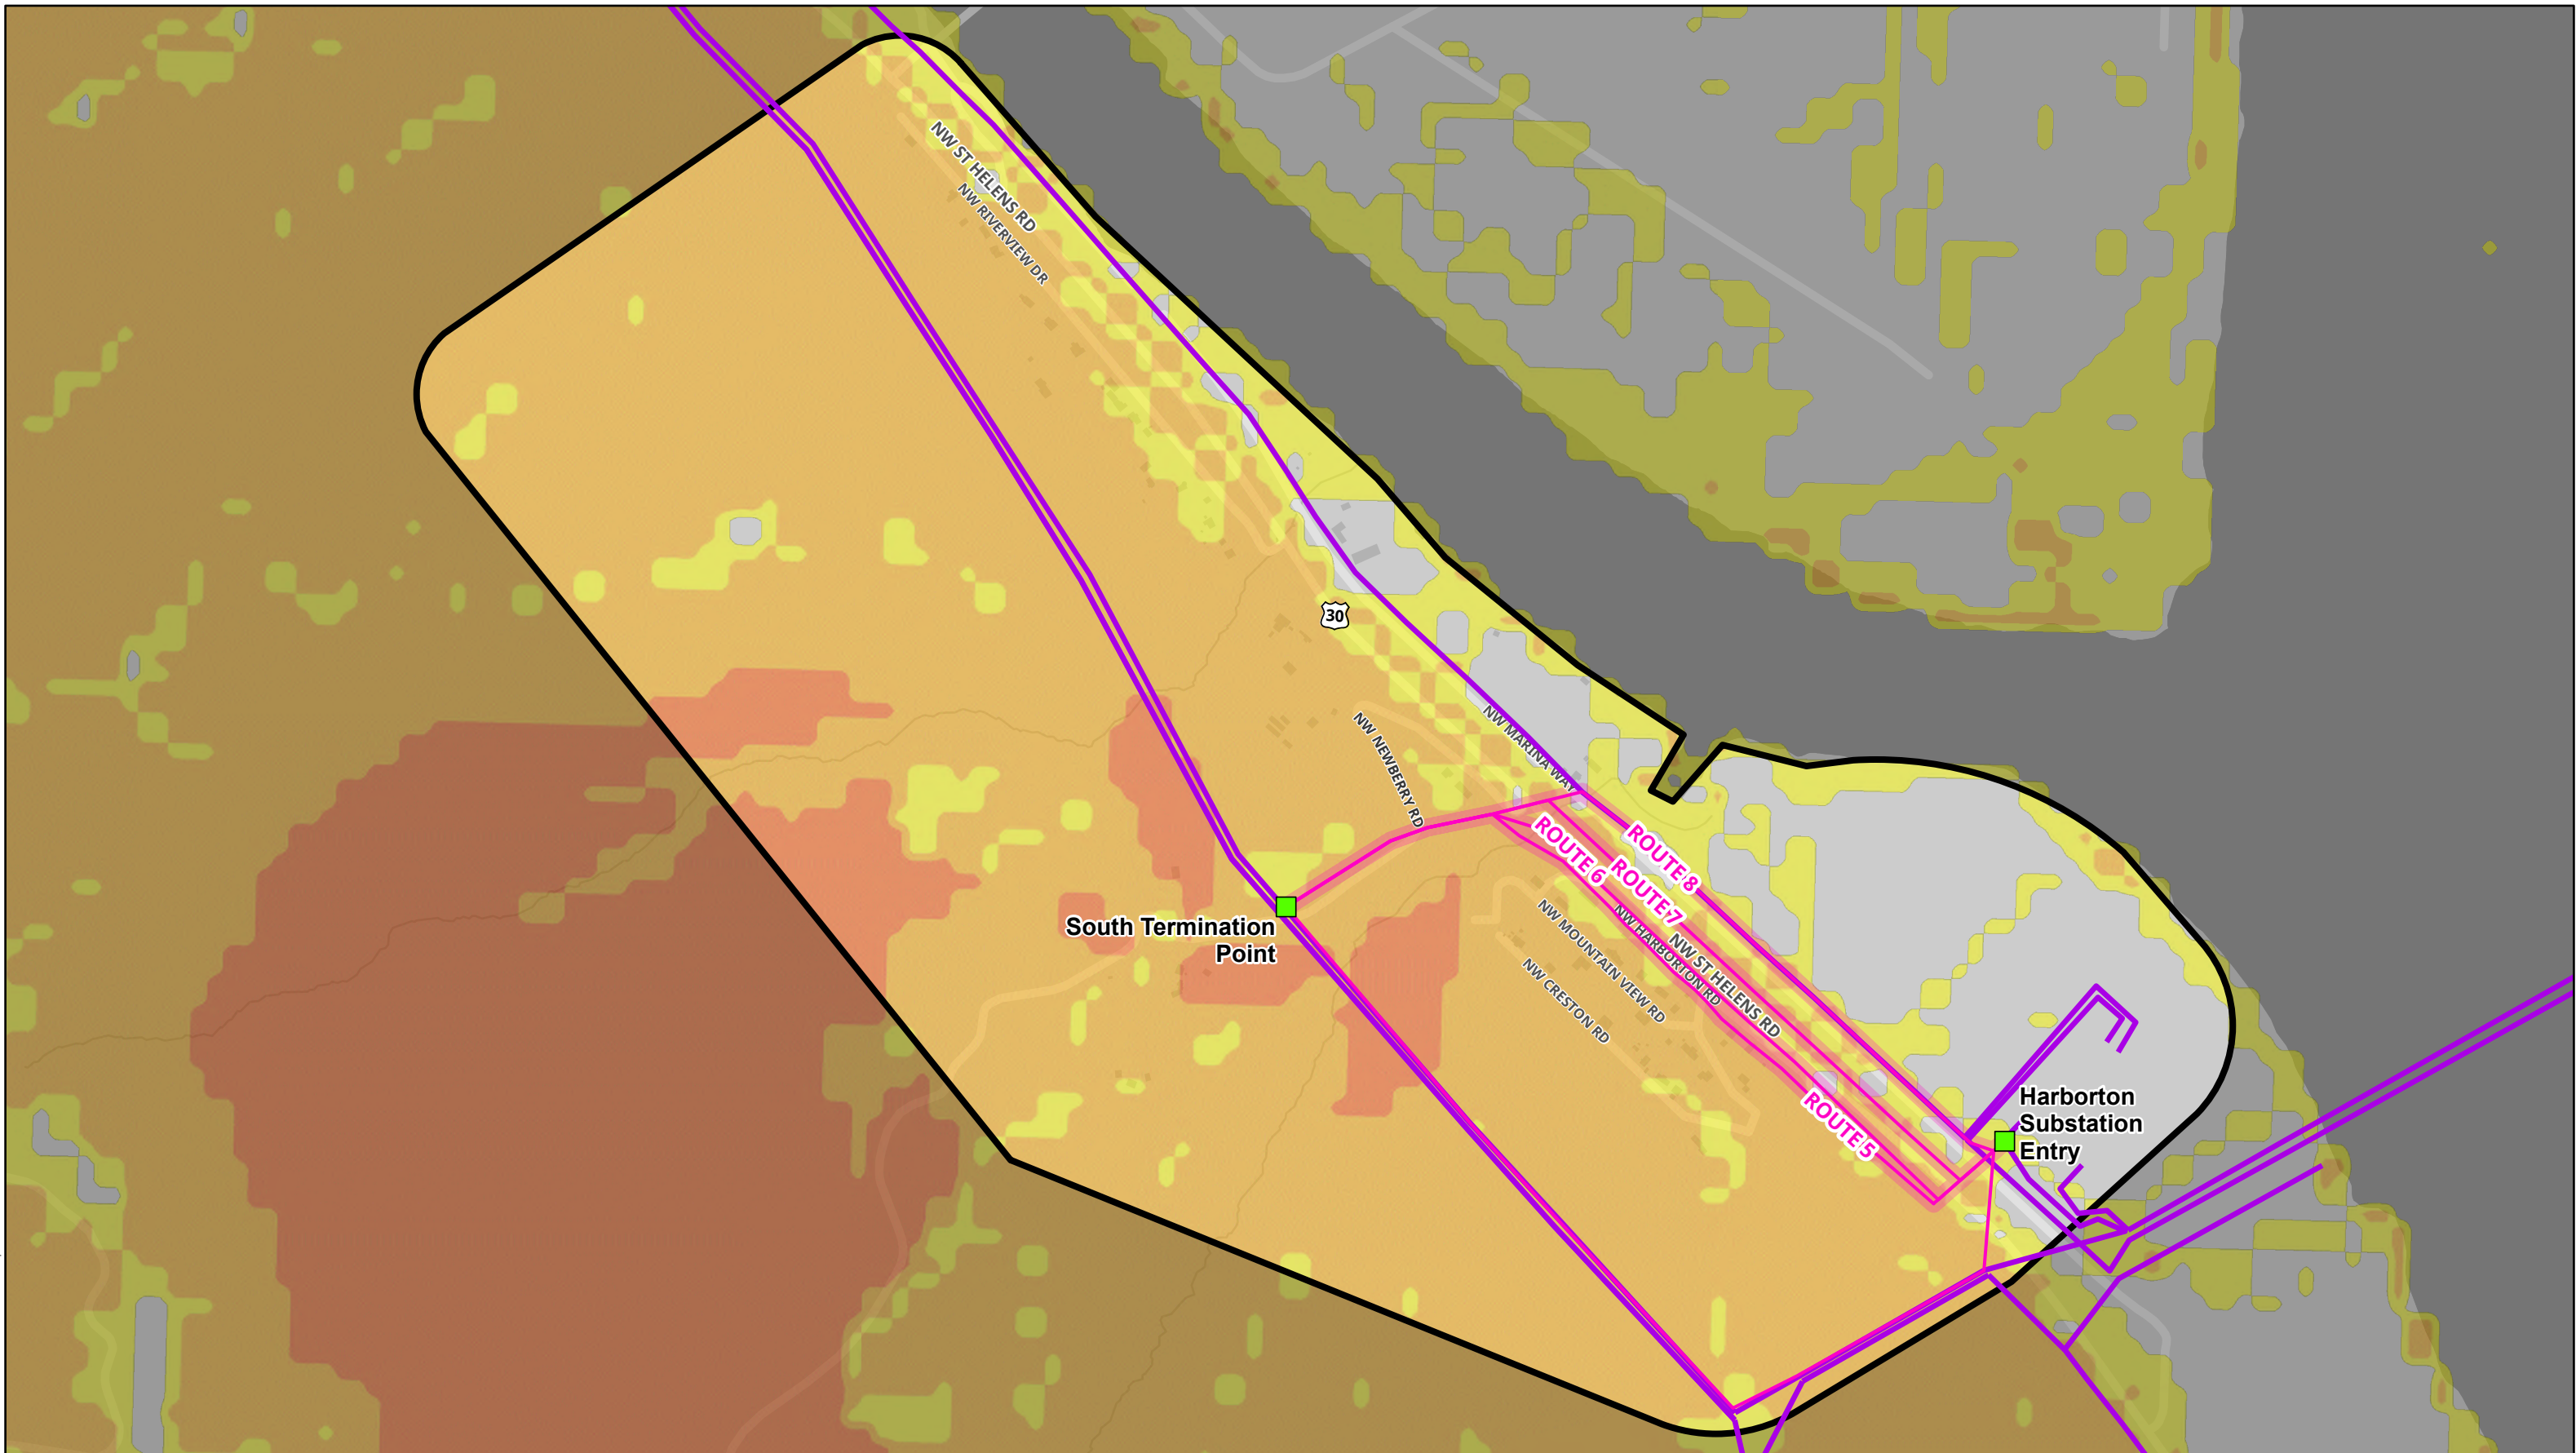 NW ST HELENS RD
NW RIVERVIEW DR
30
NW NEWBERRY RD
NW MARINA WAY
ROUTE 8
ROUTE 6
ROUTE 7
South Termination
Point
NW MOUNTAIN VIEW RD
NW HARBORTON RD
NW ST HELENS RD
NW CRESTON RD
ROUTE 5
Harborton
Substation
Entry